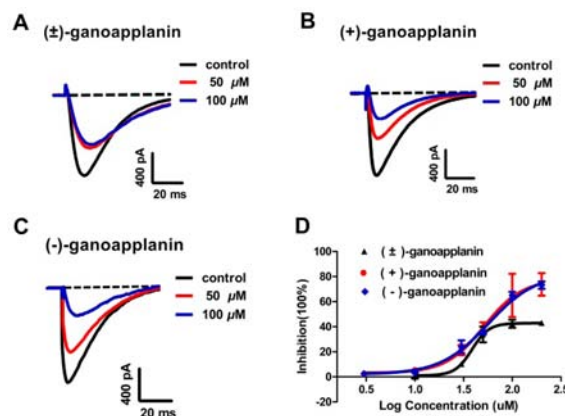 A
(±)-ganoapplanin
control
50 µM
100 µM
400 pA
20 ms
B
(+)-ganoapplanin
control
50 µM
100 µM
400 pA
20 ms
C
(-)-ganoapplanin
control
50 µM
100 µM
400 pA
20 ms
D
(±)-ganoapplanin
(+)-ganoapplanin
(-)-ganoapplanin
Inhibition(100%)
100
80
60
40
20
0
0.5
1.0
1.5
2.0
2.5
Log Concentration (uM)